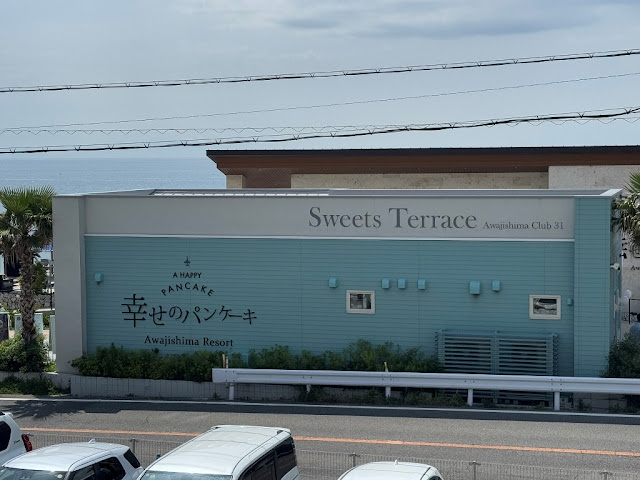 Sweets Terrace Awajishima Club 31
A HAPPY
PANCAKE
幸せのパンケーキ
Awajishima Resort